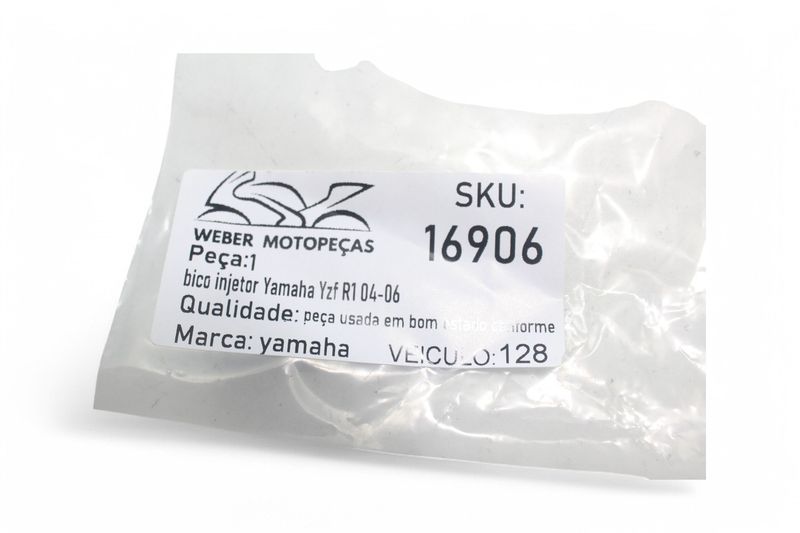 WEBER MOTOPEÇAS
SKU:
16906
Peça:1
bico injetor Yamaha Yzf R1 04-06
Qualidade: peça usada em bom estado conforme
Marca: yamaha
VEICULO: 128